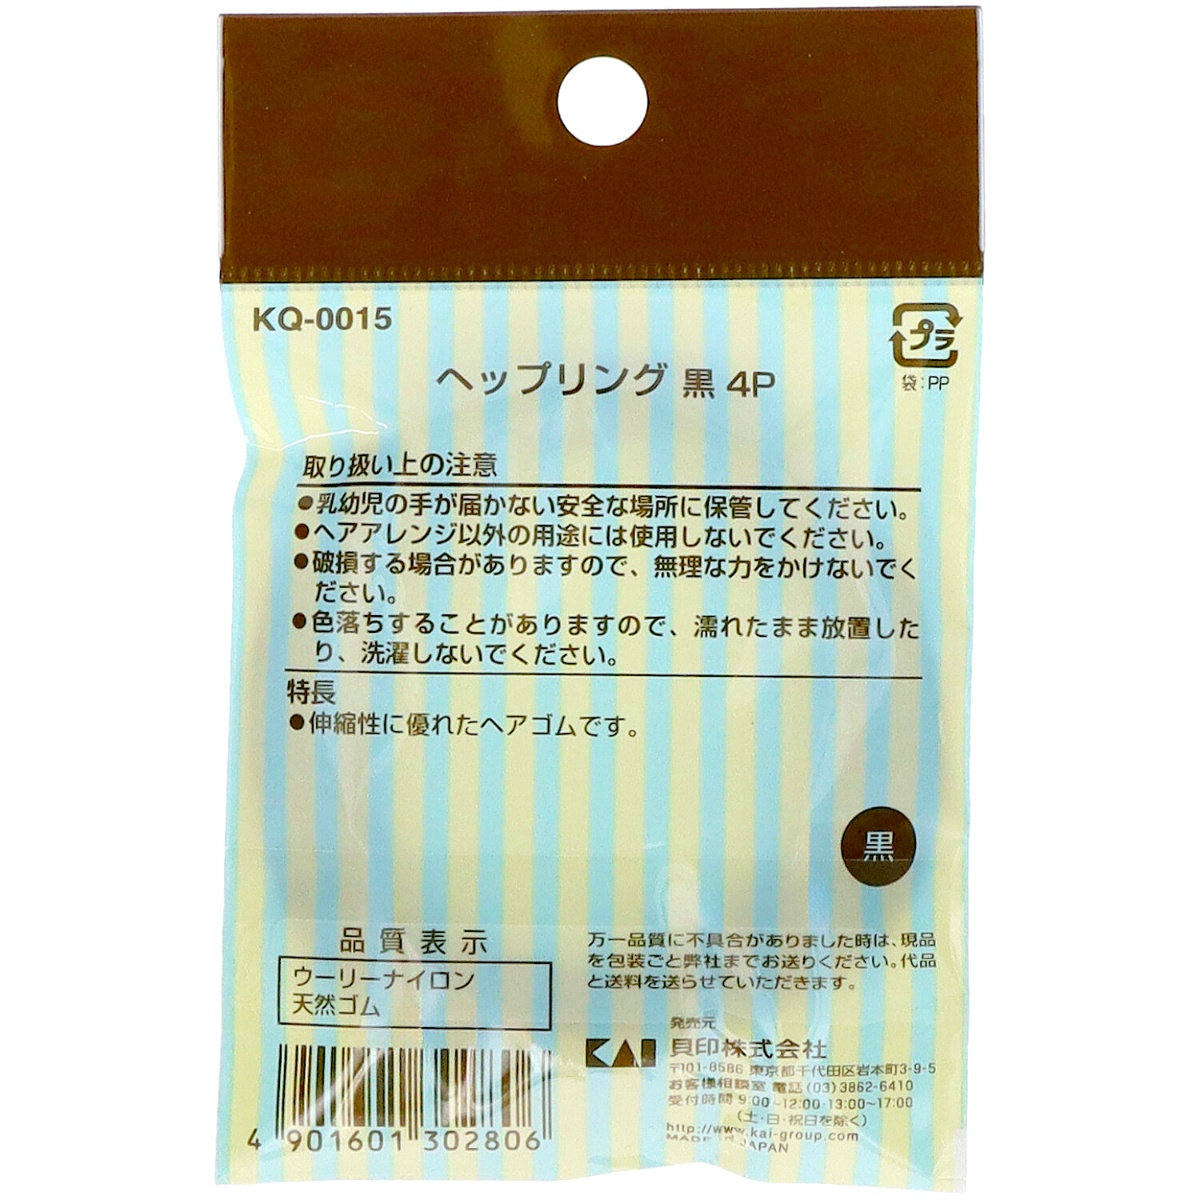 KQ-0015
プラ
袋:PP
ヘップリング 黒 4P
取り扱い上の注意
●乳幼児の手が届かない安全な場所に保管してください。
●ヘアアレンジ以外の用途には使用しないでください。
●破損する場合がありますので、無理な力をかけないでく
ださい。
●色落ちすることがありますので、濡れたまま放置した
り、洗濯しないでください。
特長
●伸縮性に優れたヘアゴムです。
黒
品質表示
ウーリーナイロン
天然ゴム
4 901601 302806
万一品質に不具合がありました時は、現品
を包装ごと弊社までお送りください。代品
と送料を送らせていただきます。
発売元
KAI 貝印株式会社
〒101-8586 東京都千代田区岩本町3-9-5
お客様相談室 電話(03)3862-6410
受付時間 9:00~12:00・13:00~17:00
(土・日・祝日を除く)
http://www.kai-group.com
MADE IN JAPAN